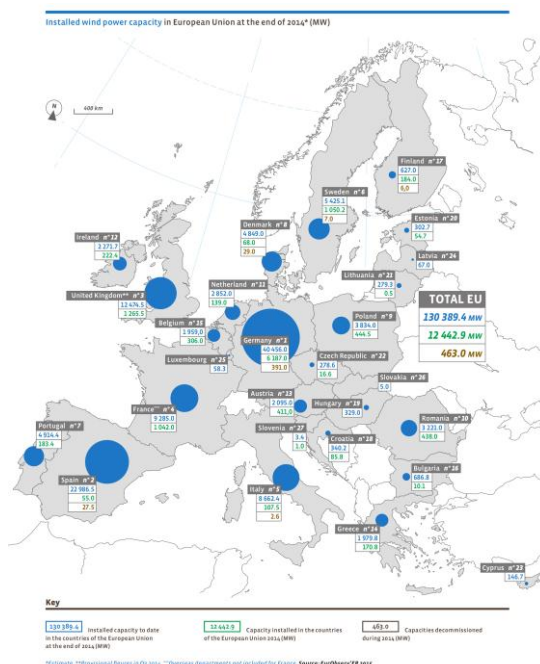 Installed wind power capacity in European Union at the end of 2014* (MW)
N
400 km
Finland n° 17
627.0
184.0
6,0
Sweden n° 6
5 425.1
1 050.2
7.0
Denmark n° 8
4 849.0
68.0
29.0
Estonia n° 20
302.7
54.7
Ireland n° 12
2 271.7
222.4
Latvia n° 24
67.0
Lithuania n° 21
279.3
0.5
United Kingdom** n° 3
12 474.5
1 265.5
Netherland n° 11
2 852.0
139.0
TOTAL EU
130 389.4 MW
12 442.9 MW
463.0 MW
Belgium n° 15
1 959,0
306.0
Poland n° 9
3 834.0
444.5
Germany n° 1
40 456.0
6 187.0
391.0
Luxembourg n° 25
58.3
Czech Republic n° 22
278.6
16.6
Slovakia n° 26
5.0
Austria n° 13
2 095.0
411,0
Hungary n° 19
329.0
France*** n° 4
9 285.0
1 042.0
Romania n° 10
3 221.0
438.0
Slovenia n° 27
3.4
1.0
Croatia n° 18
340.2
85.8
Portugal n° 7
4 914.4
183.4
Bulgaria n° 16
686.8
10.1
Spain n° 2
22 986.5
55.0
27.5
Italy n° 5
8 662.4
107.5
2.6
Greece n° 14
1 979.8
170.8
Cyprus n° 23
146.7
Key
130 389.4 Installed capacity to date
in the countries of the European Union
at the end of 2014 (MW)
12 442.9 Capacity installed in the countries
of the European Union 2014 (MW)
463.0 Capacities decommissioned
during 2014 (MW)